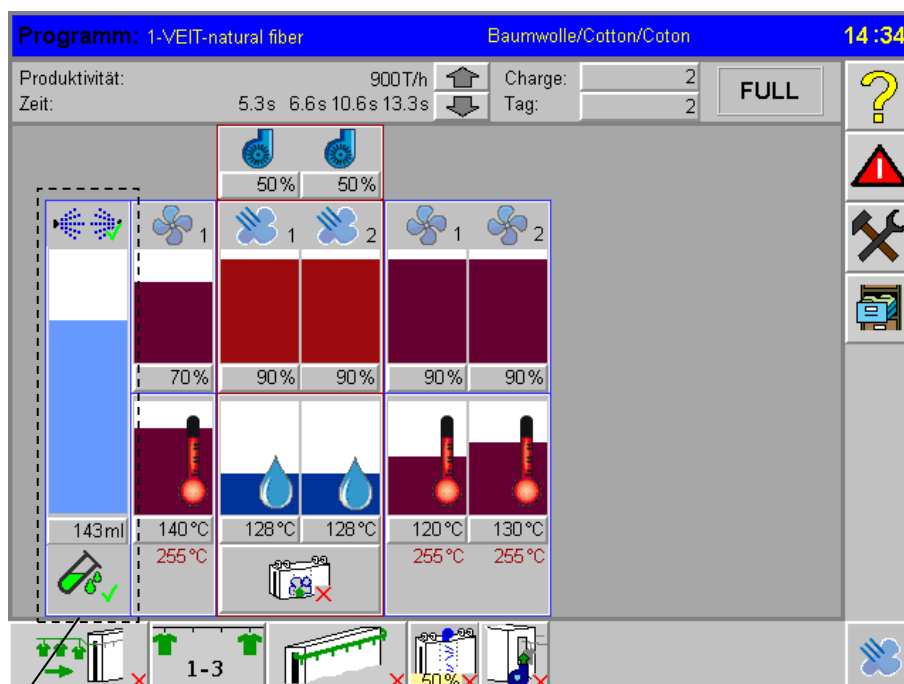 Programm: 1-VEIT-natural fiber Baumwolle/Cotton/Coton 14:34
Produktivität: 900T/h Charge: 2 FULL
Zeit: 5.3s 6.6s 10.6s 13.3s Tag: 2
50% 50%
1 1 2 1 2
70% 90% 90% 90% 90%
143ml 140°C 128°C 128°C 120°C 130°C
255°C 255°C 255°C
1-3
50%